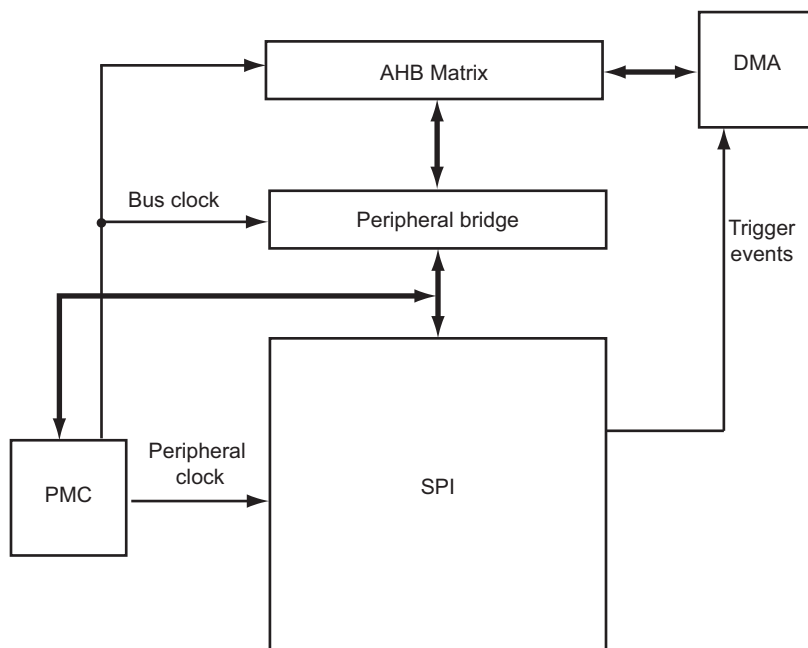 AHB Matrix
DMA
Bus clock
Peripheral bridge
Trigger
events
Peripheral
clock
PMC
SPI